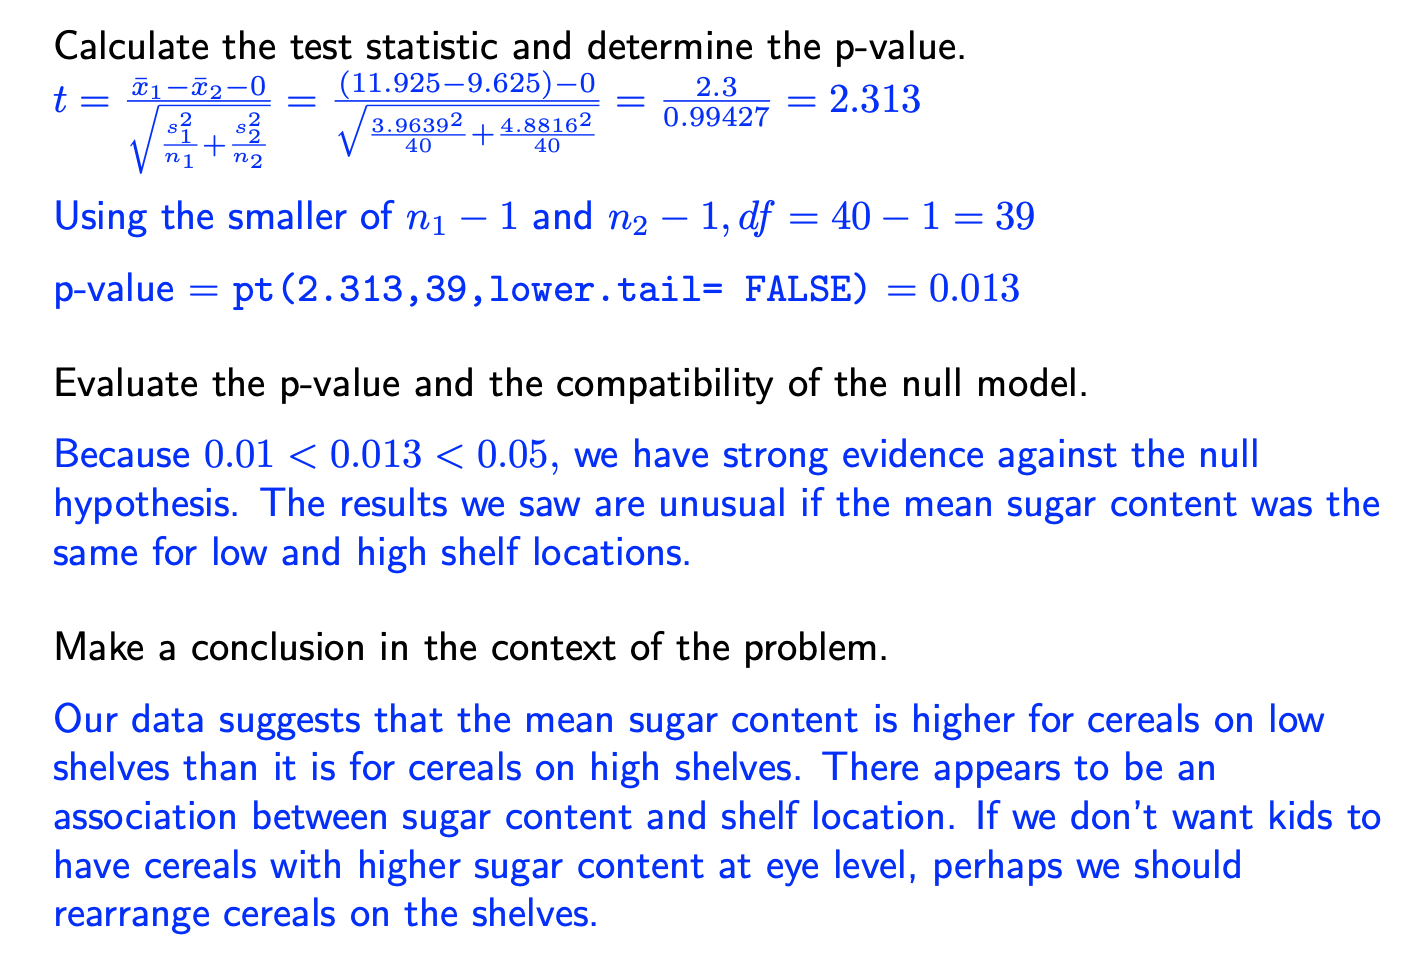 Calculate the test statistic and determine the p-value.
t = \frac{\bar{x}_1-\bar{x}_2-0}{\sqrt{\frac{s_1^2}{n_1}+\frac{s_2^2}{n_2}}} = \frac{(11.925-9.625)-0}{\sqrt{\frac{3.9639^2}{40}+\frac{4.8816^2}{40}}} = \frac{2.3}{0.99427} = 2.313
Using the smaller of n_1 − 1 and n_2 − 1, df = 40 − 1 = 39
p-value = pt(2.313,39,lower.tail= FALSE) = 0.013
Evaluate the p-value and the compatibility of the null model.
Because 0.01 < 0.013 < 0.05, we have strong evidence against the null
hypothesis. The results we saw are unusual if the mean sugar content was the
same for low and high shelf locations.
Make a conclusion in the context of the problem.
Our data suggests that the mean sugar content is higher for cereals on low
shelves than it is for cereals on high shelves. There appears to be an
association between sugar content and shelf location. If we don't want kids to
have cereals with higher sugar content at eye level, perhaps we should
rearrange cereals on the shelves.